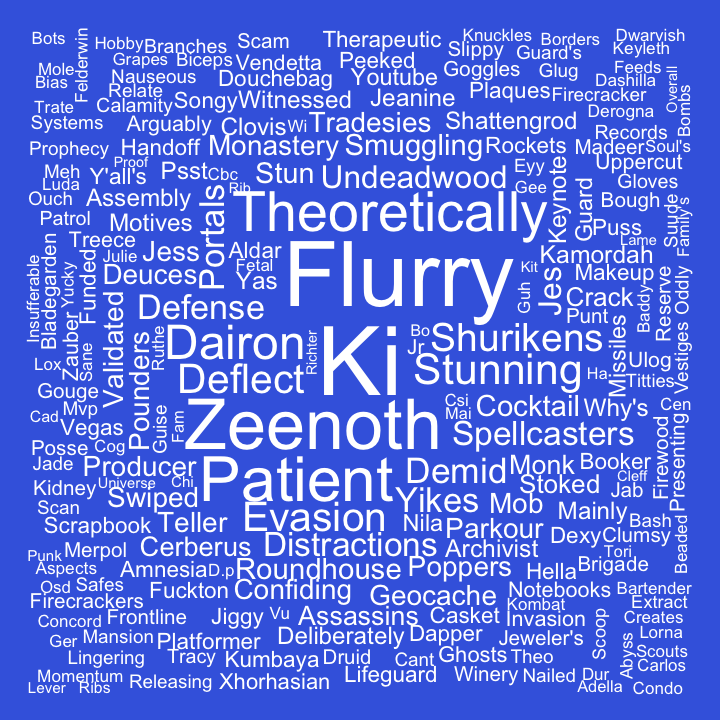 Bots
Hobby
Branches
Scam
Therapeutic
Knuckles
Borders
Dwarvish
Felderwin
Grapes
Biceps
Vendetta
Peeked
Slippy
Guard's
Keyleth
Mole
Nauseous
Douchebag
Youtube
Goggles
Glug
Feeds
Bias
Relate
Plaques
Firecracker
Dashilla
Overall
Trate
Calamity
Songy
Witnessed
Jeanine
Derogna
Bombs
Systems
Arguably
Clovis
Wi
Tradesies
Shattengrod
Records
Prophecy
Handoff
Monastery
Smuggling
Rockets
Madeer
Soul's
Proof
Meh
Y'all's
Psst
Cbc
Stun
Undeadwood
Eyy
Uppercut
Luda
Rib
Gee
Keynote
Guard
Gloves
Ouch
Assembly
Portals
Theoretically
Bough
Suude
Family's
Patrol
Motives
Puss
Treece
Julie
Jess
Aldar
Lame
Insufferable
Bladegarden
Yucky
Funded
Fetal
Flurry
Kit
Kamordah
Deuces
Yas
Guh
Jes
Makeup
Reserve
Oddly
Validated
Defense
Crack
Baddy
Zauber
Sane
Pounders
Ruthe
Dairon
Richter
Ki
Bo
Jr
Shurikens
Punt
Missiles
Vestiges
Lox
Deflect
Stunning
Ha
Ulog
Titties
Gouge
Mvp
Guise
Fam
Zeenoth
Csi
Mai
Cocktail
Why's
Cen
Cad
Vegas
Spellcasters
Firewood
Presenting
Posse
Cog
Jade
Producer
Patient
Demid
Monk
Booker
Kidney
Universe
Chi
Swiped
Stoked
Cleff
Jab
Scan
Yikes
Mob
Mainly
Scrapbook
Teller
Evasion
Nila
Parkour
Dexy
Clumsy
Bash
Beaded
Punk
Merpol
Cerberus
Distractions
Archivist
Tori
Aspects
Amnesia
D.p
Roundhouse
Poppers
Hella
Brigade
Osd
Safes
Fuckton
Confiding
Geocache
Notebooks
Bartender
Firecrackers
Kombat
Extract
Concord
Frontline
Jiggy
Vu
Assassins
Casket
Invasion
Scoop
Creates
Ger
Mansion
Platformer
Deliberately
Dapper
Jeweler's
Abyss
Lorna
Lingering
Tracy
Kumbaya
Druid
Cant
Ghosts
Theo
Scouts
Momentum
Lifeguard
Winery
Nailed
Dur
Carlos
Lever
Ribs
Releasing
Xhorhasian
Adella
Condo